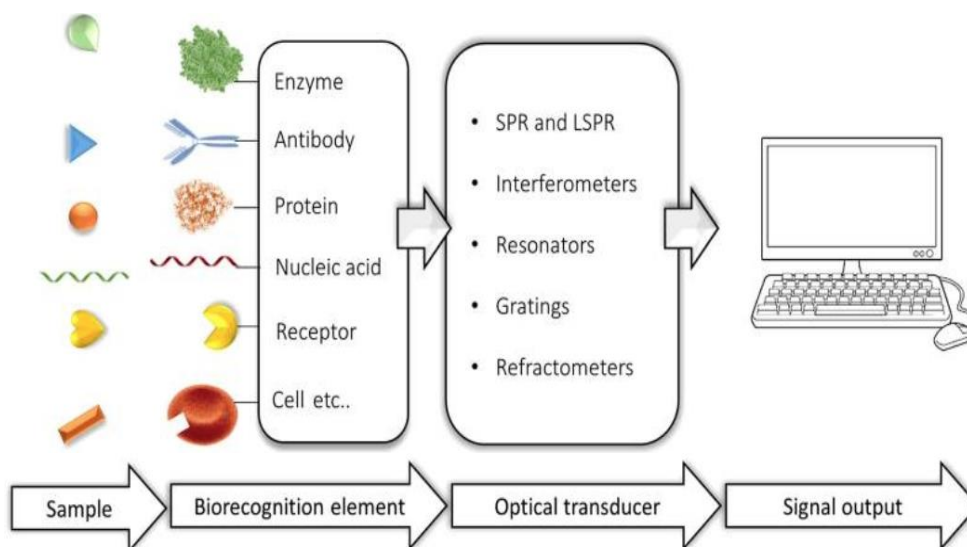 Enzyme
Antibody
Protein
Nucleic acid
Receptor
Cell etc..
• SPR and LSPR
• Interferometers
• Resonators
• Gratings
• Refractometers
Sample
Biorecognition element
Optical transducer
Signal output